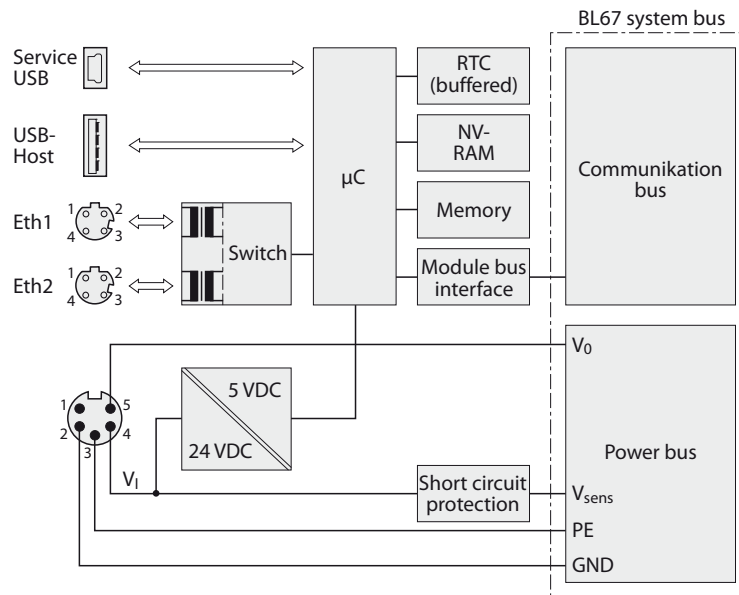 BL67 system bus
Service
USB
RTC
(buffered)
USB-
Host
NV-
RAM
µC
Communikation
bus
Memory
Eth1
1 2
4 3
Switch
Module bus
interface
Eth2
1 2
4 3
V0
5 VDC
24 VDC
1 5
2 4
3
Power bus
VI
Short circuit
protection
Vsens
PE
GND